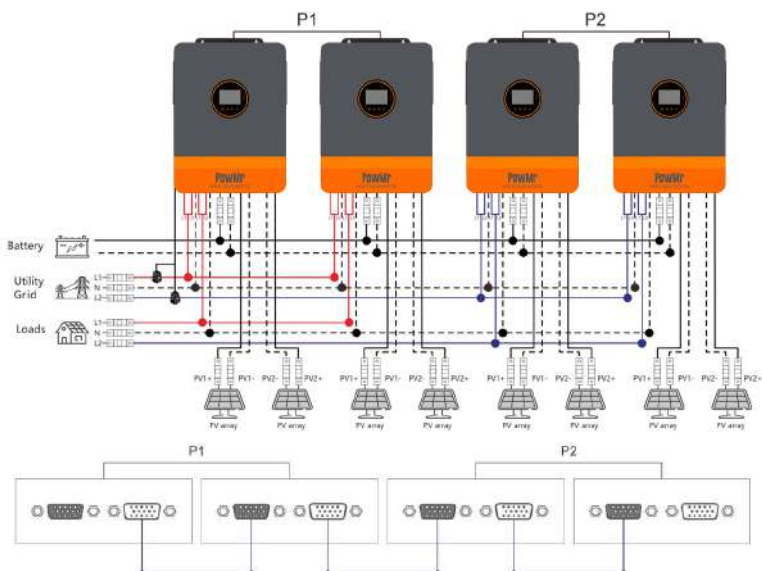 P1 P2
PowMr PowMr PowMr PowMr
Battery
Utility Grid
L1
N
L2
Loads
L1
N
L2
PV1+ PV1- PV2- PV2+ PV1+ PV1- PV2- PV2+ PV1+ PV1- PV2- PV2+ PV1+ PV1- PV2- PV2+
PV array PV array PV array PV array PV array PV array PV array PV array
P1 P2